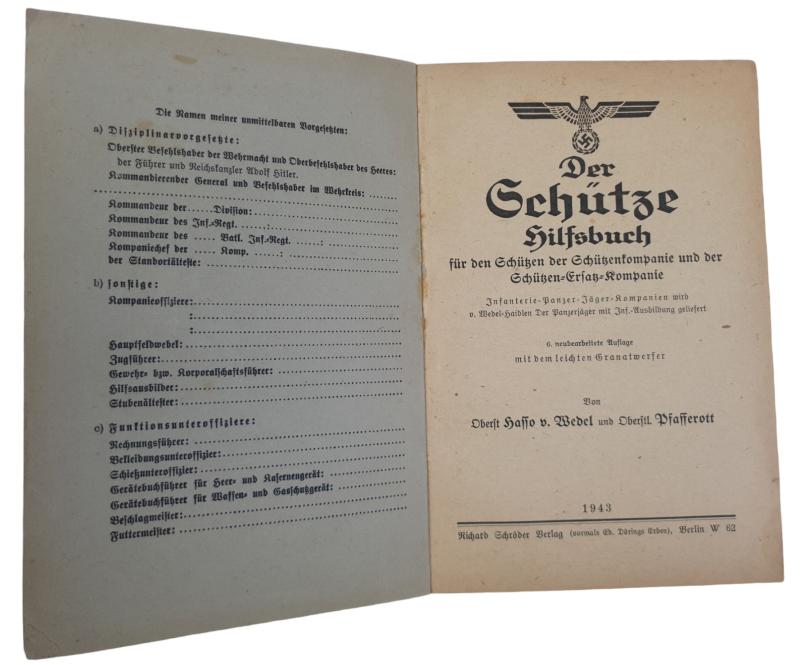 Die Namen meiner unmittelbaren Vorgesetzten:
a) Disziplinarvorgesetzte:
Oberster Befehlshaber der Wehrmacht und Oberbefehlshaber des Heeres:
der Führer und Reichskanzler Adolf Hitler.
Kommandierender General und Befehlshaber im Wehrkreis: ........
Kommandeur der ...... Division: ........
Kommandeur des Inf.-Regt. ........ : ........
Kommandeur des ..... Batl. Inf.-Regt. ...... : ........
Kompaniechef der ..... Komp. ...... : ........
der Standortälteste: ........
b) sonstige:
Kompanieoffiziere: ........
: ........
: ........
Hauptfeldwebel: ........
Zugführer: ........
Gewehr- bzw. Korporalschaftsführer: ........
Hilfsausbilder: ........
Stubenältester: ........
c) Funktionsunteroffiziere:
Rechnungsführer: ........
Bekleidungsunteroffizier: ........
Schießunteroffizier: ........
Gerätebuchführer für Heer- und Kasernengerät: ........
Gerätebuchführer für Waffen- und Gasschutzgerät: ........
Beschlagmeister: ........
Futtermeister: ........
Der
Schütze
Hilfsbuch
für den Schützen der Schützenkompanie und der
Schützen-Ersatz-Kompanie
Infanterie-Panzer-Jäger-Kompanien wird
v. Wedel-Haidlen Der Panzerjäger mit Inf.-Ausbildung geliefert
6. neubearbeitete Auflage
mit dem leichten Granatwerfer
Von
Oberst Hasso v. Wedel und Oberstl. Pfafferott
1943
Richard Schröder Verlag (vormals Ed. Dörings Erben), Berlin W 62